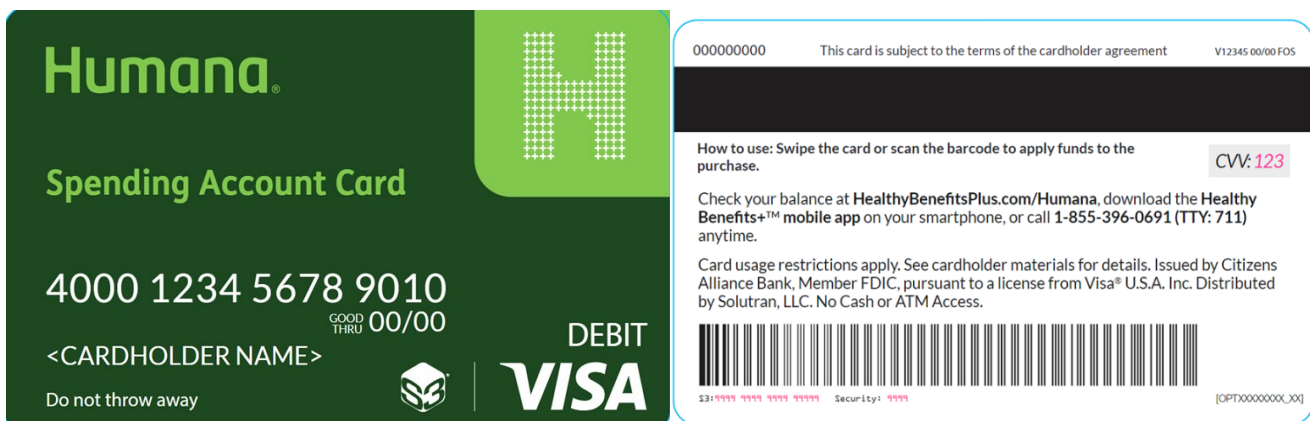 Humana®
Spending Account Card
4000 1234 5678 9010
GOOD
THRU 00/00
<CARDHOLDER NAME>
Do not throw away
S3
DEBIT
VISA
000000000 This card is subject to the terms of the cardholder agreement V12345 00/00 FOS
How to use: Swipe the card or scan the barcode to apply funds to the
purchase.
CVV: 123
Check your balance at HealthyBenefitsPlus.com/Humana, download the Healthy
Benefits+™ mobile app on your smartphone, or call 1-855-396-0691 (TTY: 711)
anytime.
Card usage restrictions apply. See cardholder materials for details. Issued by Citizens
Alliance Bank, Member FDIC, pursuant to a license from Visa® U.S.A. Inc. Distributed
by Solutran, LLC. No Cash or ATM Access.
S3:9999 9999 9999 99999 Security: 9999
[OPTXXXXXXX_XX]